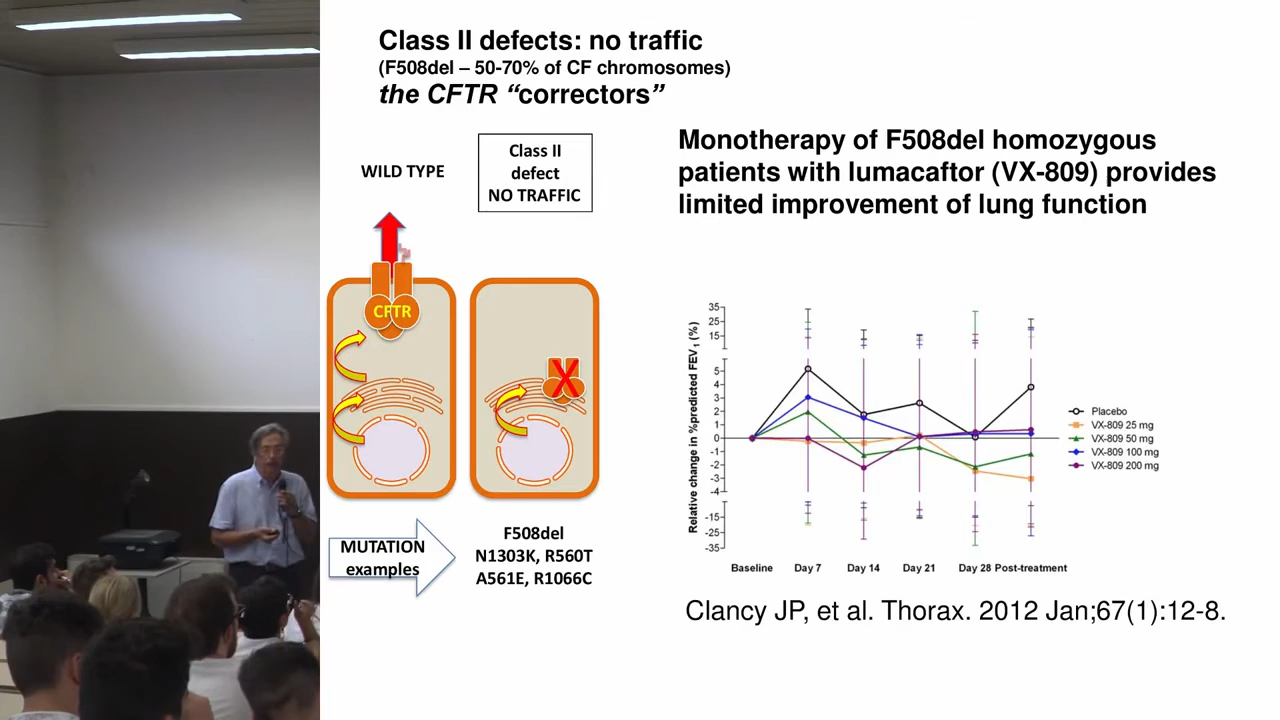 Class II defects: no traffic
(F508del – 50-70% of CF chromosomes)
the CFTR “correctors”
WILD TYPE
Class II
defect
NO TRAFFIC
CFTR
X
MUTATION
examples
F508del
N1303K, R560T
A561E, R1066C
Monotherapy of F508del homozygous
patients with lumacaftor (VX-809) provides
limited improvement of lung function
Relative change in %predicted FEV1 (%)
35
25
15
5
4
3
2
1
0
-1
-2
-3
-4
-15
-25
-35
Baseline Day 7 Day 14 Day 21 Day 28 Post-treatment
Placebo
VX-809 25 mg
VX-809 50 mg
VX-809 100 mg
VX-809 200 mg
Clancy JP, et al. Thorax. 2012 Jan;67(1):12-8.